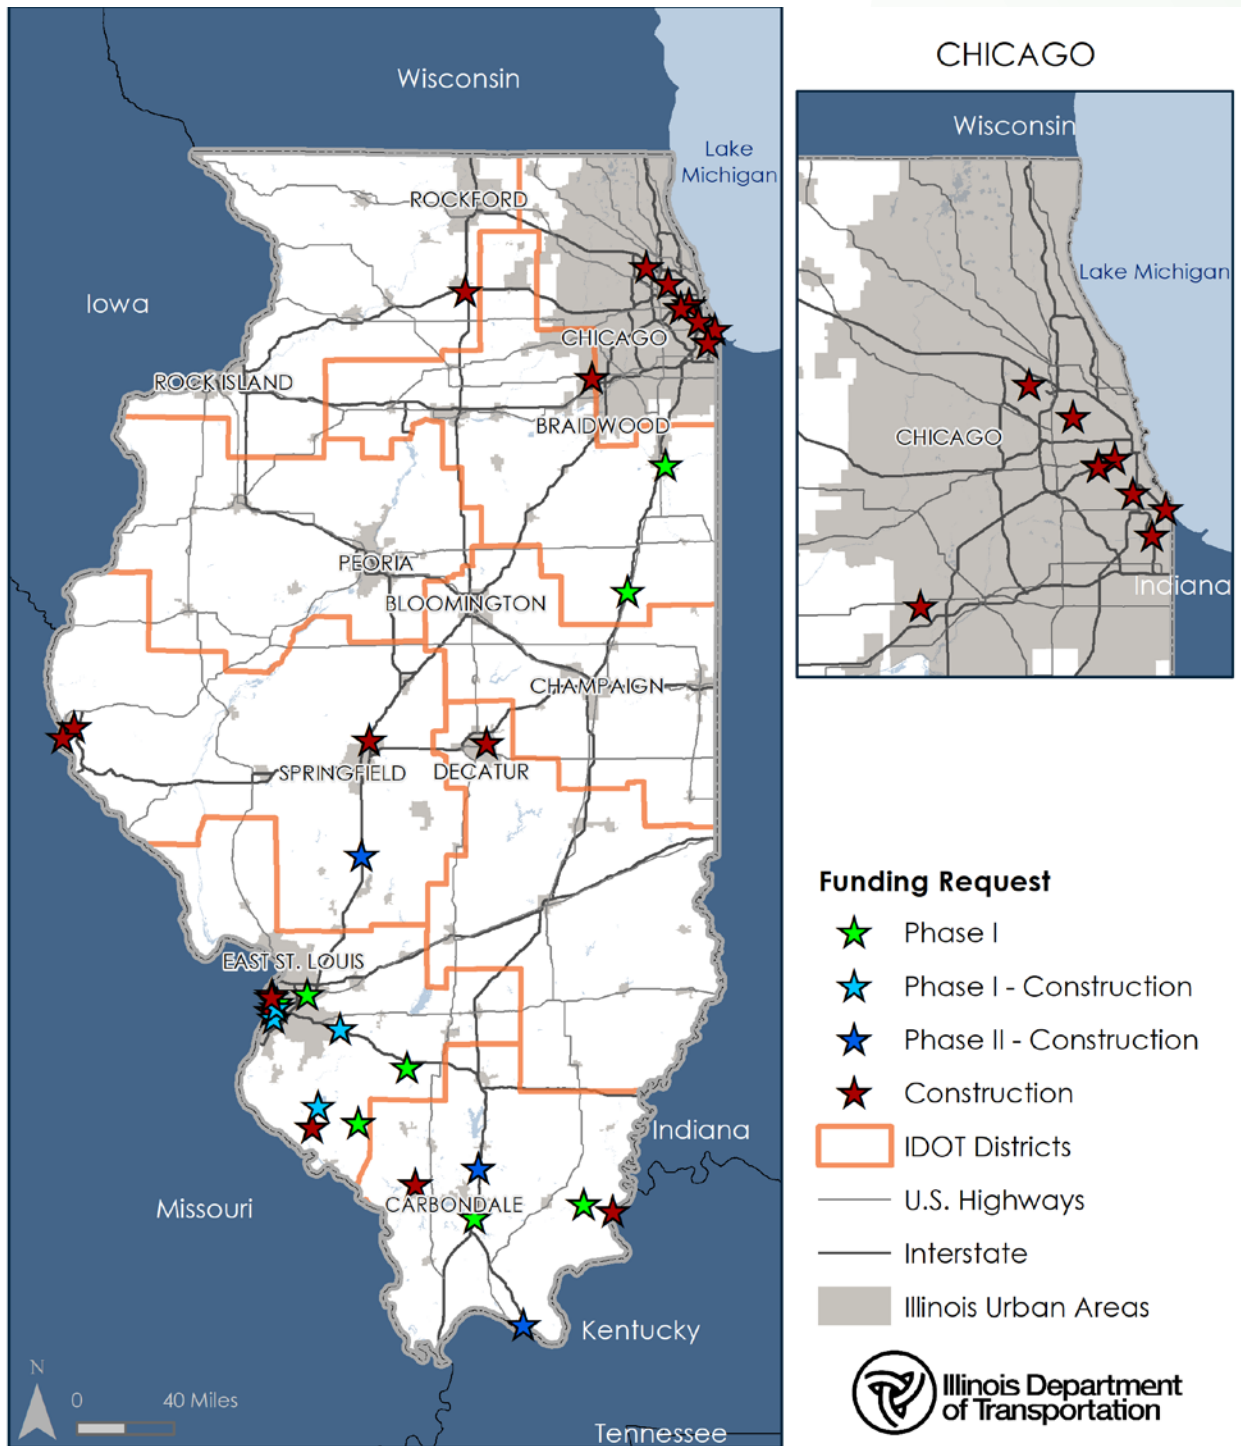 Wisconsin
Lake
Michigan
ROCKFORD
Iowa
CHICAGO
ROCK ISLAND
BRAIDWOOD
PEORIA
BLOOMINGTON
CHAMPAIGN
SPRINGFIELD
DECATUR
EAST ST. LOUIS
Indiana
Missouri
CARBONDALE
Kentucky
N
0 40 Miles
Tennessee
CHICAGO
Wisconsin
Lake Michigan
CHICAGO
Indiana
Funding Request
Phase I
Phase I - Construction
Phase II - Construction
Construction
IDOT Districts
U.S. Highways
Interstate
Illinois Urban Areas
Illinois Department
of Transportation